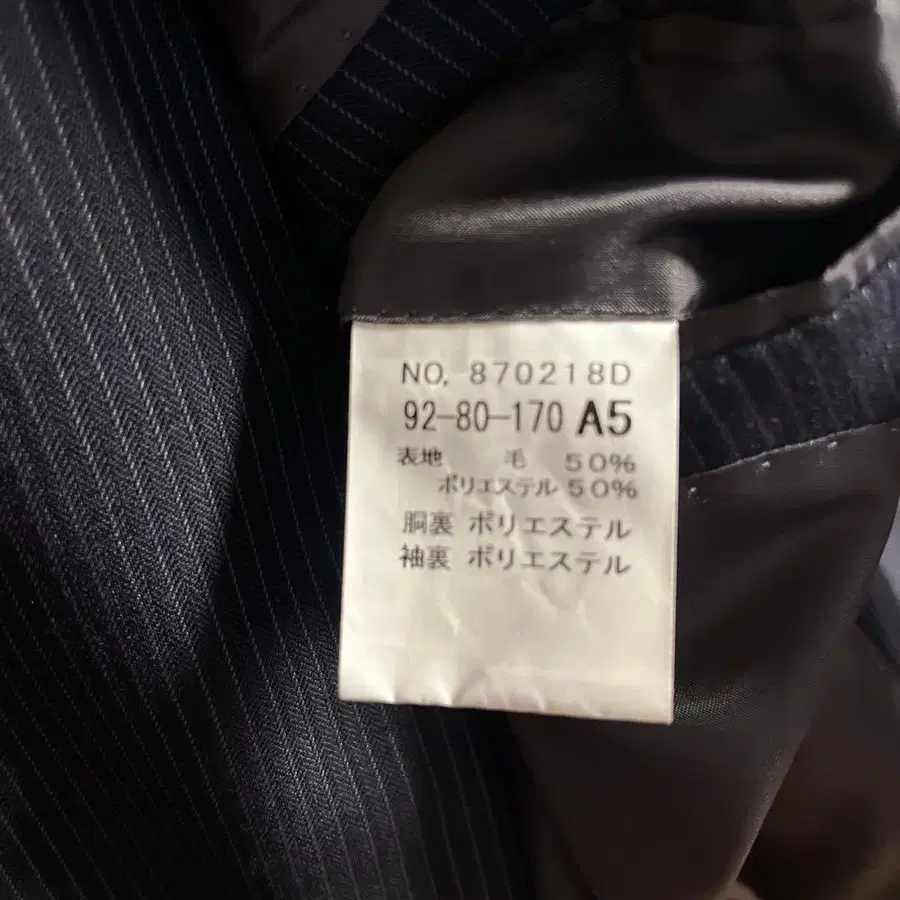 NO. 870218D
92-80-170 A5
表地 毛 50%
ポリエステル 50%
胴裏 ポリエステル
袖裏 ポリエステル